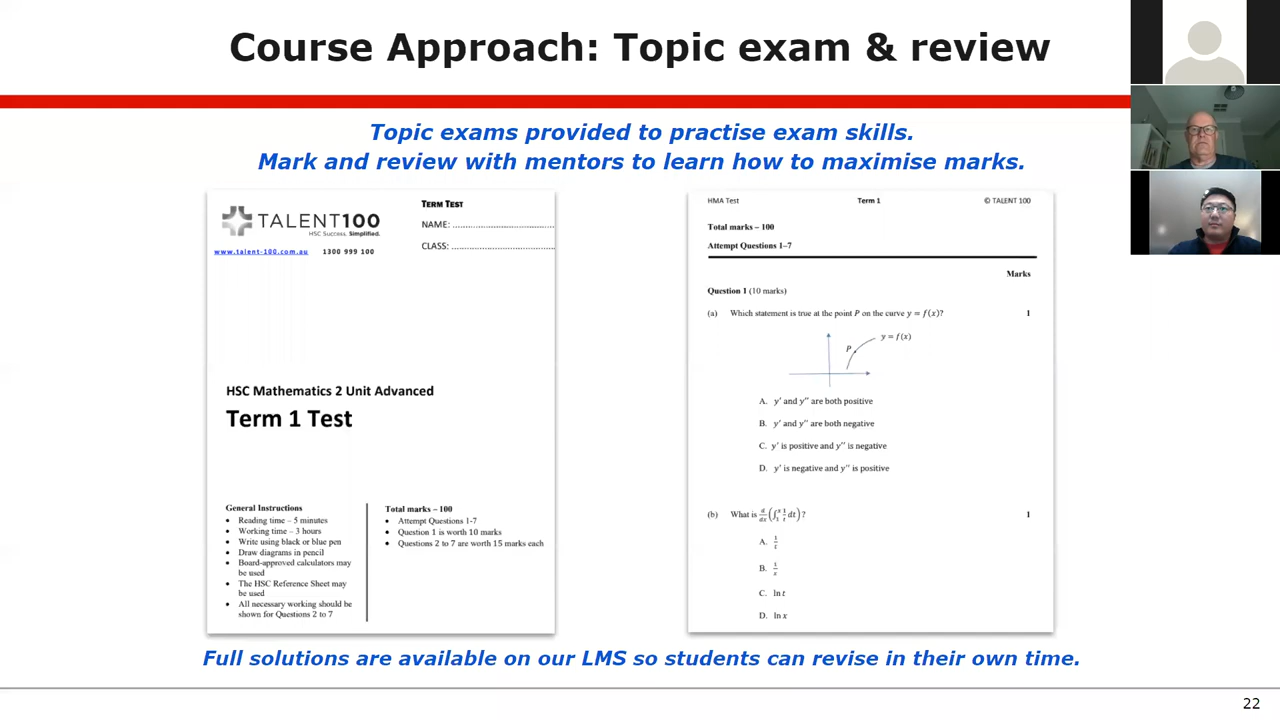 Course Approach: Topic exam & review
Topic exams provided to practise exam skills.
Mark and review with mentors to learn how to maximise marks.
TALENT100
HSC Success. Simplified.
www.talent-100.com.au 1300 999 100
TERM TEST
NAME: ..................................
CLASS: ..................................
HSC Mathematics 2 Unit Advanced
Term 1 Test
General Instructions
• Reading time – 5 minutes
• Working time – 3 hours
• Write using black or blue pen
• Draw diagrams in pencil
• Board-approved calculators may
be used
• The HSC Reference Sheet may
be used
• All necessary working should be
shown for Questions 2 to 7
Total marks – 100
• Attempt Questions 1-7
• Question 1 is worth 10 marks
• Questions 2 to 7 are worth 15 marks each
HMA Test Term 1 © TALENT 100
Total marks – 100
Attempt Questions 1–7
Marks
Question 1 (10 marks)
(a) Which statement is true at the point P on the curve y = f(x)? 1
y = f(x)
P
A. y′ and y″ are both positive
B. y′ and y″ are both negative
C. y′ is positive and y″ is negative
D. y′ is negative and y″ is positive
(b) What is d/dx (∫₁ˣ 1/t dt)? 1
A. 1/t
B. 1/x
C. ln t
D. ln x
Full solutions are available on our LMS so students can revise in their own time.
22